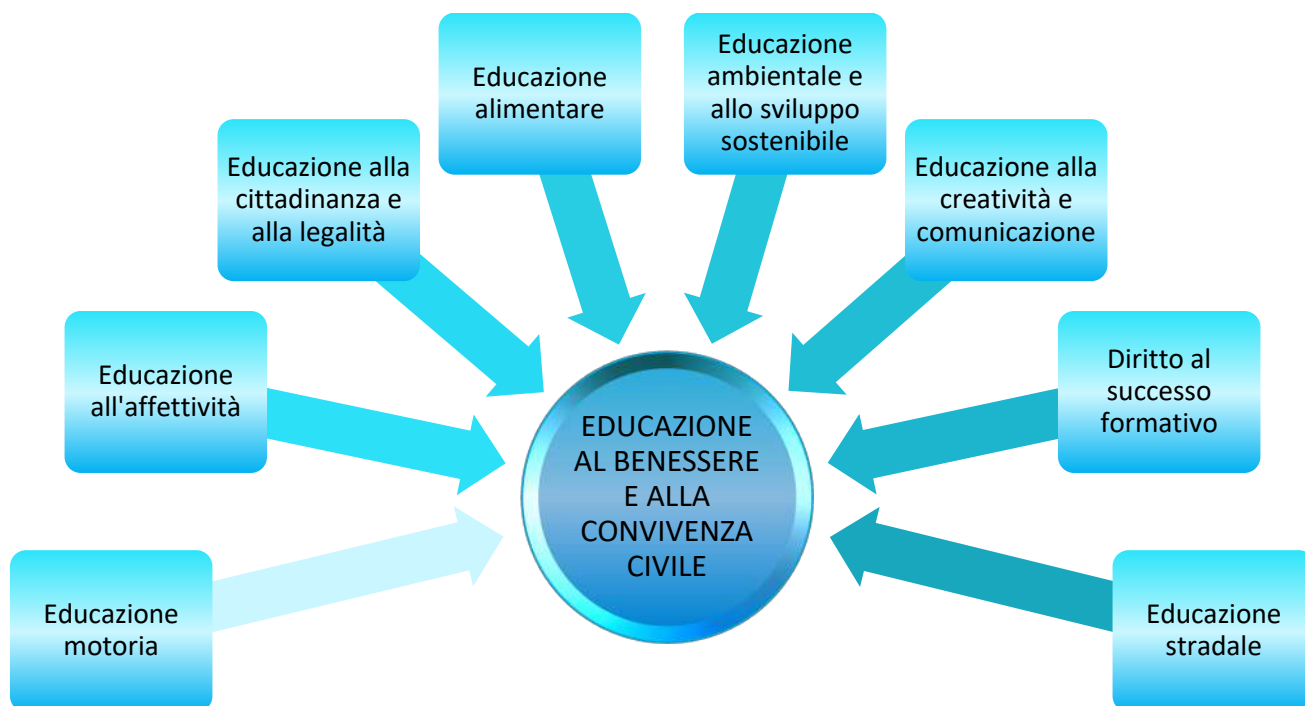 Educazione
motoria
Educazione
all'affettività
Educazione alla
cittadinanza e
alla legalità
Educazione
alimentare
Educazione
ambientale e
allo sviluppo
sostenibile
Educazione alla
creatività e
comunicazione
Diritto al
successo
formativo
Educazione
stradale
EDUCAZIONE
AL BENESSERE
E ALLA
CONVIVENZA
CIVILE